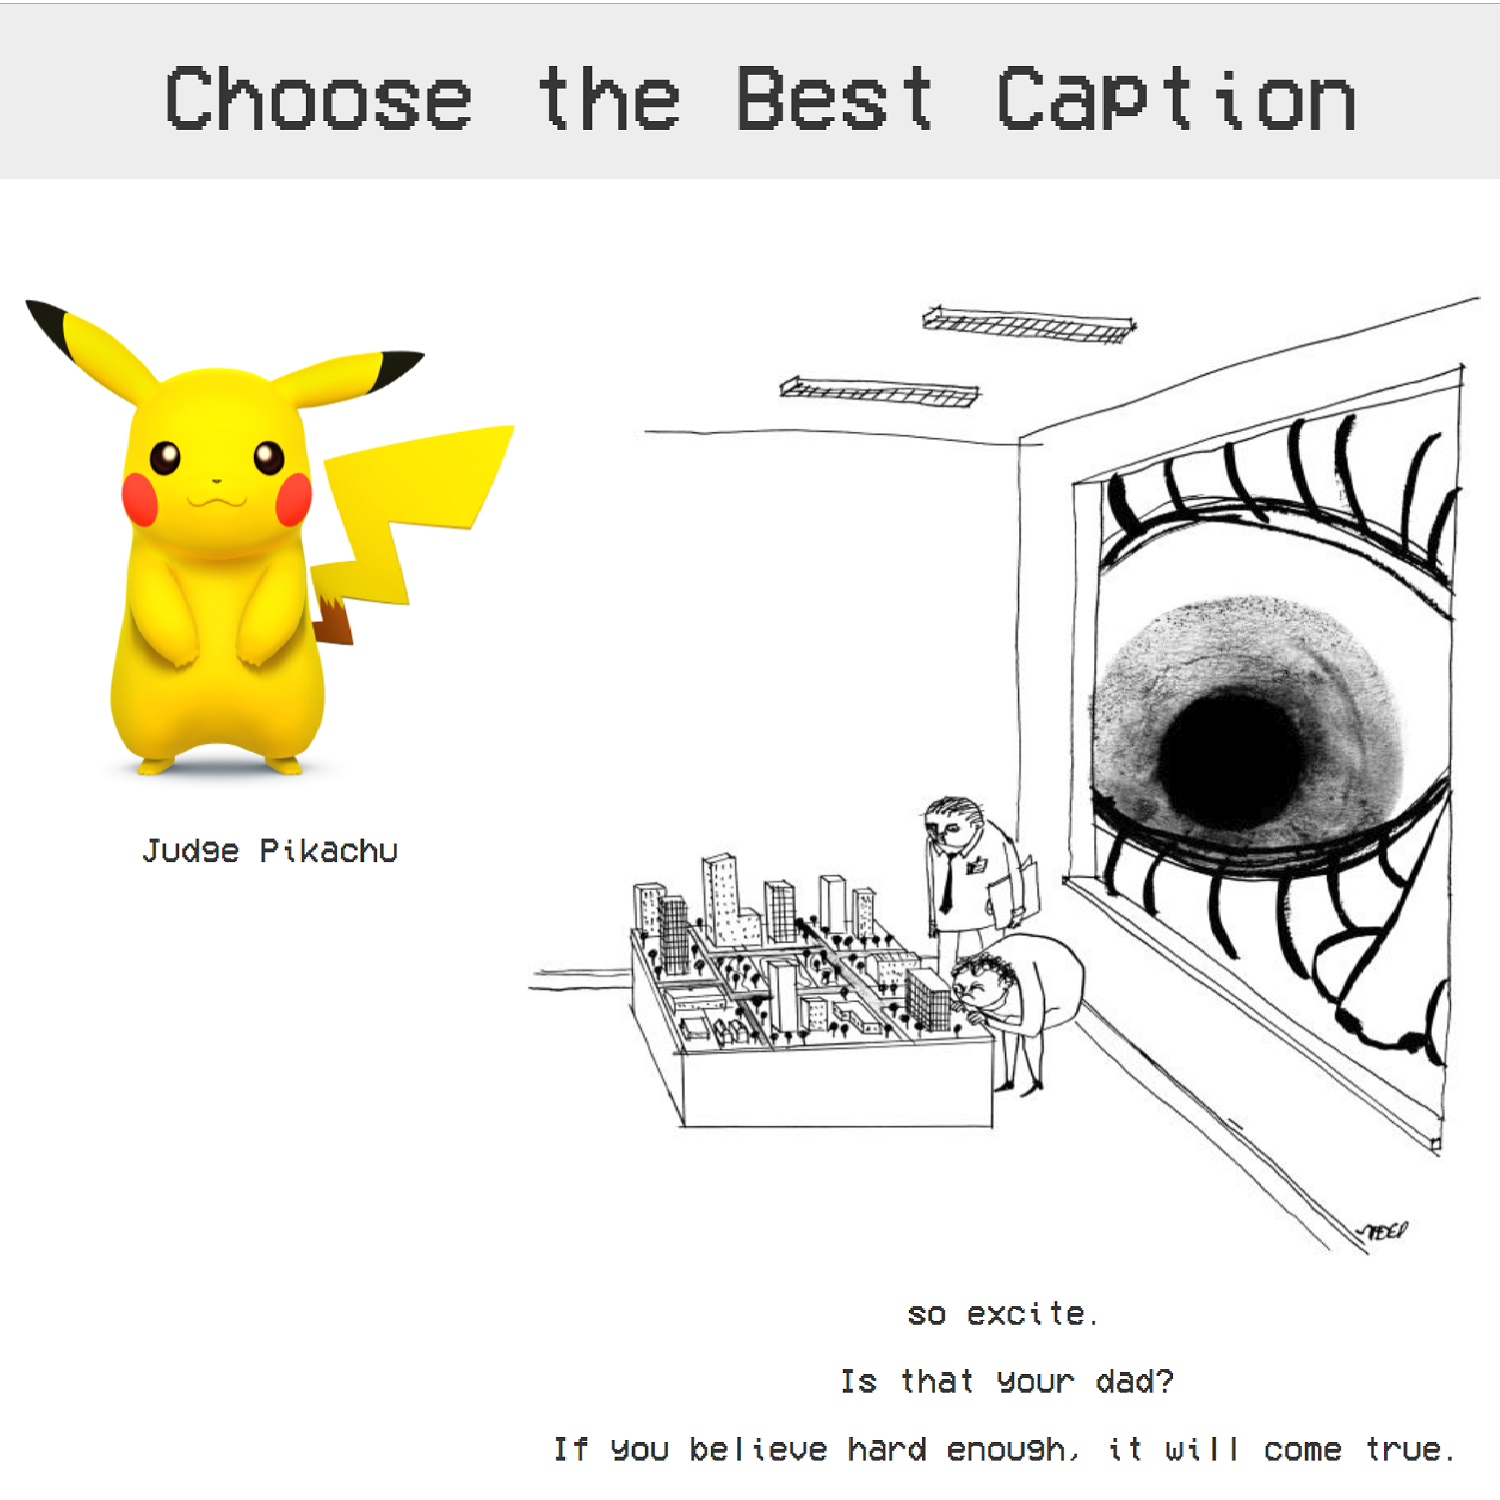 Choose the Best Caption
Judge Pikachu
so excite.
Is that your dad?
If you believe hard enough, it will come true.